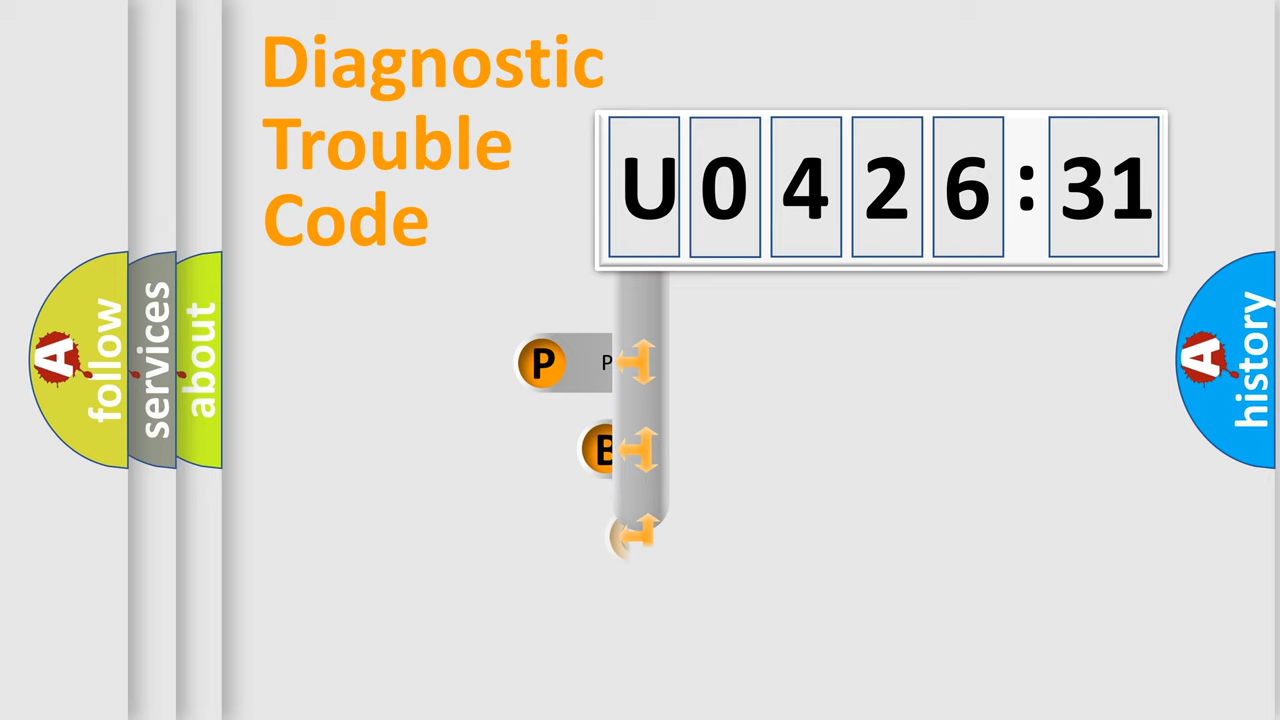 Diagnostic
Trouble
Code
U0426:31
P P
B
A follow
services
about
A history